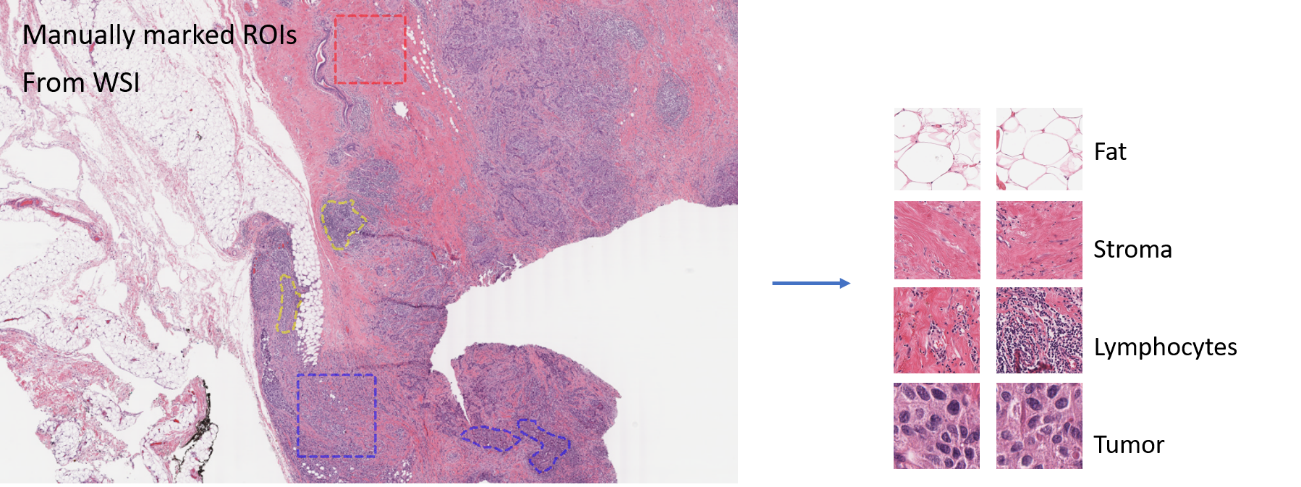 Manually marked ROIs
From WSI
Fat
Stroma
Lymphocytes
Tumor